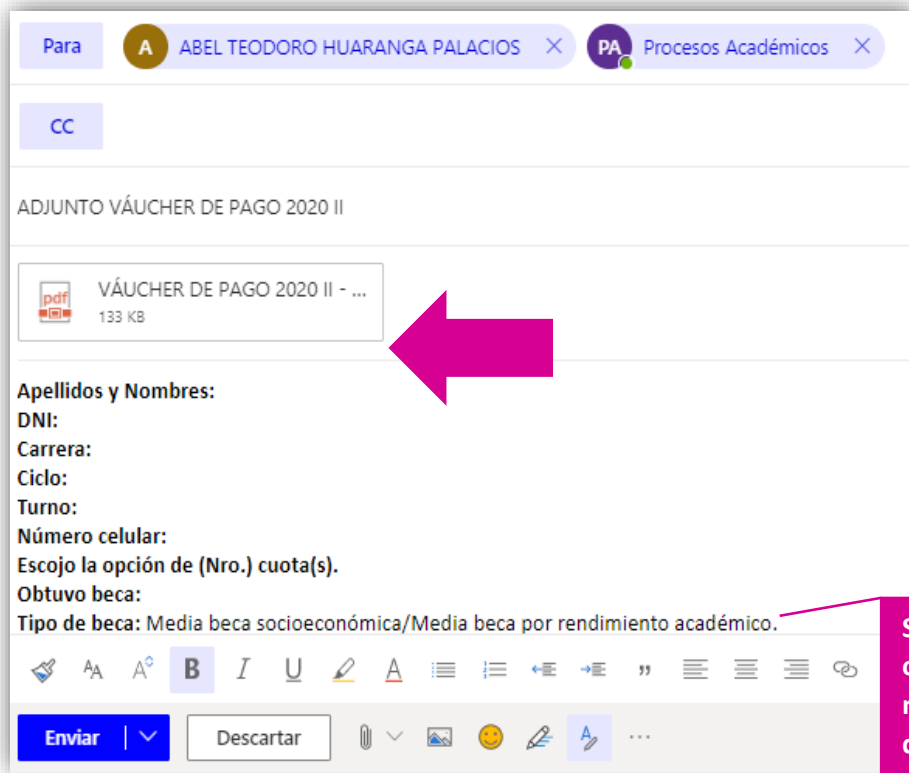 Para A ABEL TEODORO HUARANGA PALACIOS PA Procesos Académicos
CC
ADJUNTO VÁUCHER DE PAGO 2020 II
pdf
VÁUCHER DE PAGO 2020 II - ...
133 KB
Apellidos y Nombres:
DNI:
Carrera:
Ciclo:
Turno:
Número celular:
Escojo la opción de (Nro.) cuota(s).
Obtuvo beca:
Tipo de beca: Media beca socioeconómica/Media beca por rendimiento académico.
AA A B I U A
Enviar Descartar A ...